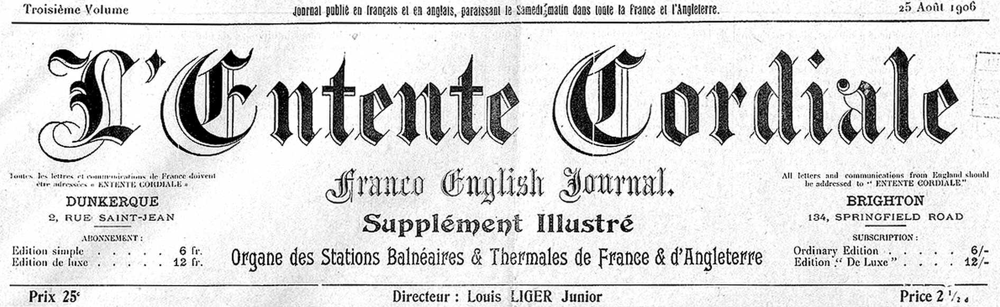 Troisième Volume
Journal publié en français et en anglais, paraissant le Samedi matin dans toute la France et l'Angleterre.
25 Août 1906
L'Entente Cordiale
Franco English Journal.
Supplément Illustré
Organe des Stations Balnéaires & Thermales de France & d'Angleterre
Toutes les lettres et communications de France doivent
être adressées « ENTENTE CORDIALE »
DUNKERQUE
2, RUE SAINT-JEAN
ABONNEMENT :
Edition simple . . . . . 6 fr.
Edition de luxe . . . . . 12 fr.
All letters and communications from England should
be addressed to “ ENTENTE CORDIALE”
BRIGHTON
134, SPRINGFIELD ROAD
SUBSCRIPTION :
Ordinary Edition . . . . . 6/-
Edition “ De Luxe ” . . . . 12/-
Prix 25c
Directeur : Louis LIGER Junior
Price 2 1/2 d